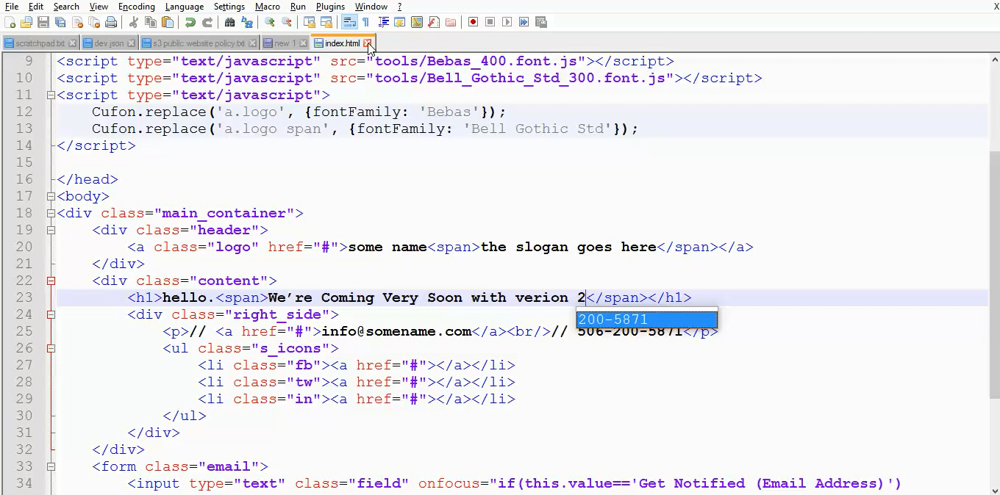 File Edit Search View Encoding Language Settings Macro Run Plugins Window ? X
scratchpad.txt dev.json s3 public website policy.txt new 1 index.html
9 <script type="text/javascript" src="tools/Bebas_400.font.js"></script>
10 <script type="text/javascript" src="tools/Bell_Gothic_Std_300.font.js"></script>
11 <script type="text/javascript">
12 Cufon.replace('a.logo', {fontFamily: 'Bebas'});
13 Cufon.replace('a.logo span', {fontFamily: 'Bell Gothic Std'});
14 </script>
15
16 </head>
17 <body>
18 <div class="main_container">
19 <div class="header">
20 <a class="logo" href="#">some name<span>the slogan goes here</span></a>
21 </div>
22 <div class="content">
23 <h1>hello.<span>We’re Coming Very Soon with verion 2</span></h1>
24 <div class="right_side">
200-5871
25 <p>// <a href="#">info@somename.com</a><br/>// 506-200-5871</p>
26 <ul class="s_icons">
27 <li class="fb"><a href="#"></a></li>
28 <li class="tw"><a href="#"></a></li>
29 <li class="in"><a href="#"></a></li>
30 </ul>
31 </div>
32 </div>
33 <form class="email">
34 <input type="text" class="field" onfocus="if(this.value=='Get Notified (Email Address)')